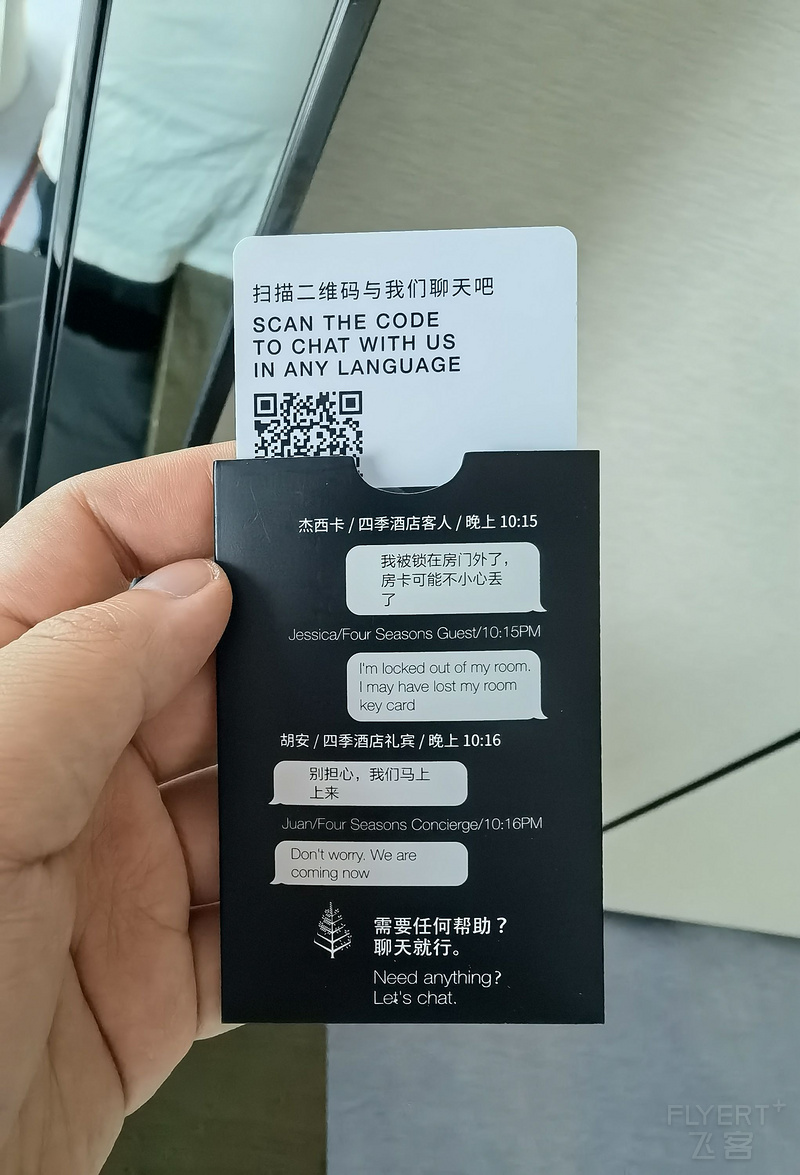 扫描二维码与我们聊天吧
SCAN THE CODE
TO CHAT WITH US
IN ANY LANGUAGE
杰西卡 / 四季酒店客人 / 晚上 10:15
我被锁在房门外了，
房卡可能不小心丢
了
Jessica/Four Seasons Guest/10:15PM
I'm locked out of my room.
I may have lost my room
key card
胡安 / 四季酒店礼宾 / 晚上 10:16
别担心，我们马上
上来
Juan/Four Seasons Concierge/10:16PM
Don't worry. We are
coming now
需要任何帮助？
聊天就行。
Need anything?
Let's chat.
FLYERT+
飞客